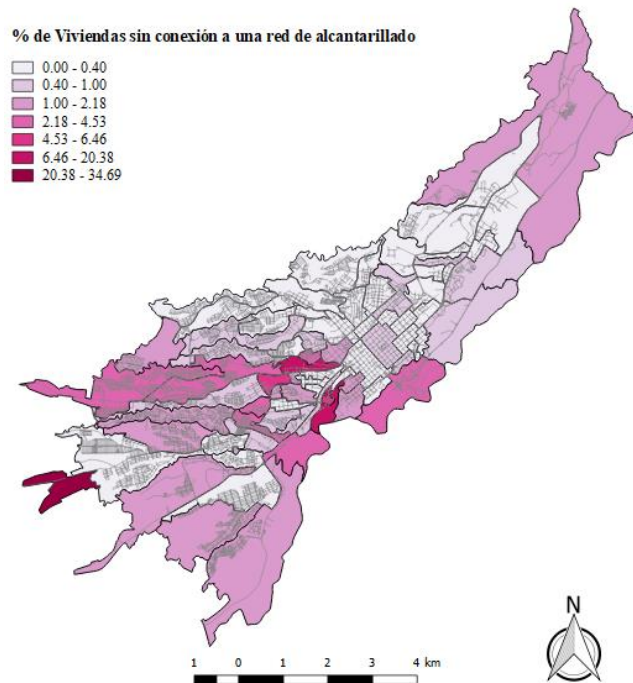 % de Viviendas sin conexión a una red de alcantarillado
0.00 - 0.40
0.40 - 1.00
1.00 - 2.18
2.18 - 4.53
4.53 - 6.46
6.46 - 20.38
20.38 - 34.69
N
1 0 1 2 3 4 km